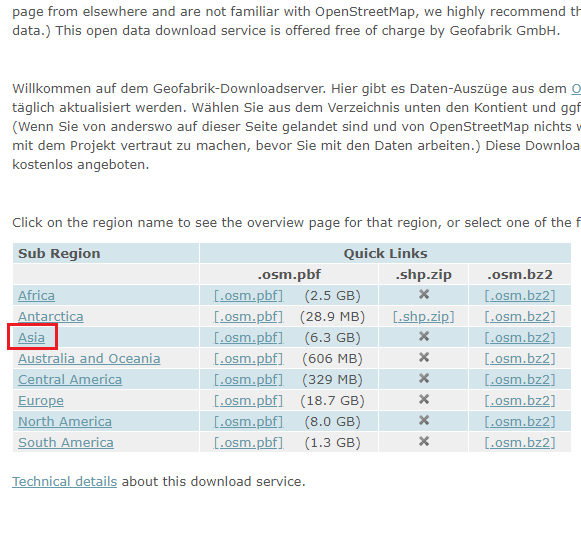 page from elsewhere and are not familiar with OpenStreetMap, we highly recommend th
data.) This open data download service is offered free of charge by Geofabrik GmbH.
Willkommen auf dem Geofabrik-Downloadserver. Hier gibt es Daten-Auszüge aus dem O
täglich aktualisiert werden. Wählen Sie aus dem Verzeichnis unten den Kontient und ggf
(Wenn Sie von anderswo auf dieser Seite gelandet sind und von OpenStreetMap nichts w
mit dem Projekt vertraut zu machen, bevor Sie mit den Daten arbeiten.) Diese Downloa
kostenlos angeboten.
Click on the region name to see the overview page for that region, or select one of the f
Sub Region Quick Links
.osm.pbf .shp.zip .osm.bz2
Africa [.osm.pbf] (2.5 GB) ✖ [.osm.bz2]
Antarctica [.osm.pbf] (28.9 MB) [.shp.zip] [.osm.bz2]
Asia [.osm.pbf] (6.3 GB) ✖ [.osm.bz2]
Australia and Oceania [.osm.pbf] (606 MB) ✖ [.osm.bz2]
Central America [.osm.pbf] (329 MB) ✖ [.osm.bz2]
Europe [.osm.pbf] (18.7 GB) ✖ [.osm.bz2]
North America [.osm.pbf] (8.0 GB) ✖ [.osm.bz2]
South America [.osm.pbf] (1.3 GB) ✖ [.osm.bz2]
Technical details about this download service.